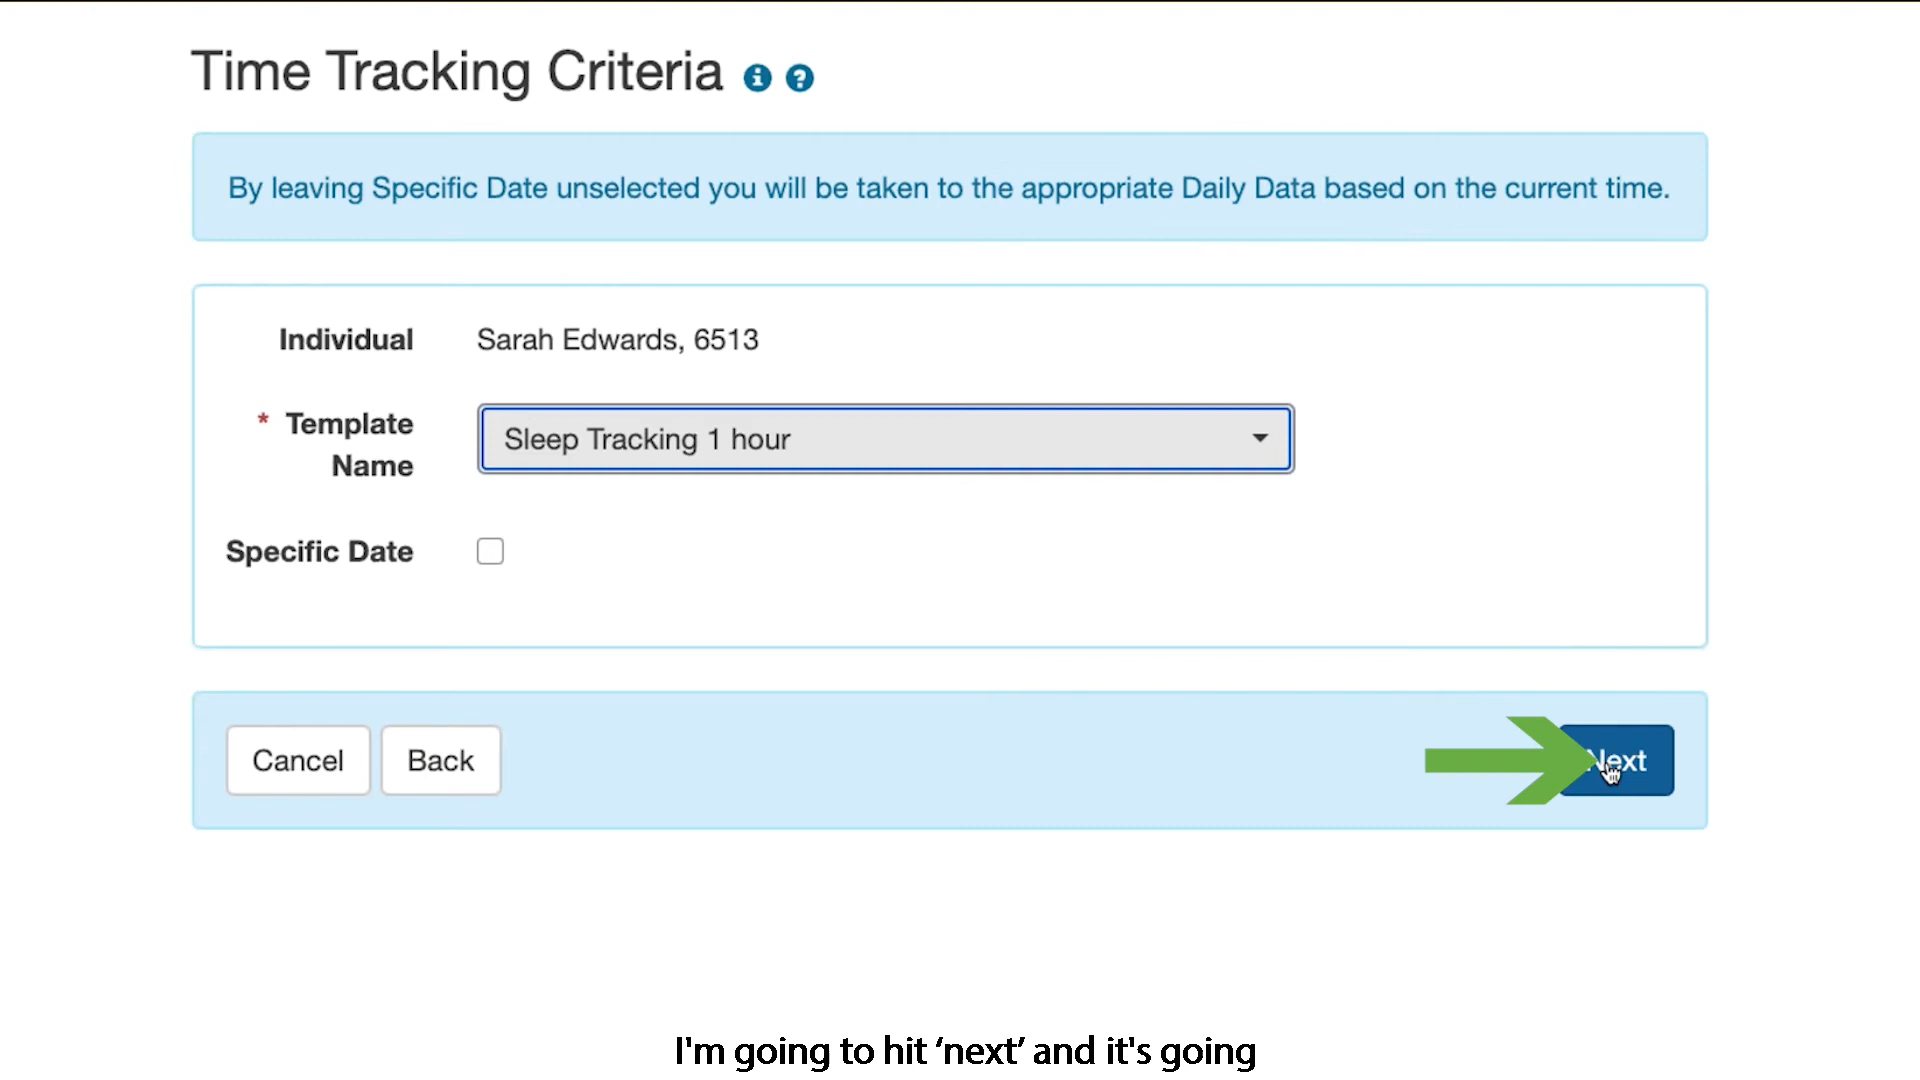 Time Tracking Criteria
By leaving Specific Date unselected you will be taken to the appropriate Daily Data based on the current time.
Individual Sarah Edwards, 6513
* Template Name Sleep Tracking 1 hour
Specific Date
Cancel Back Next
I'm going to hit ‘next’ and it's going